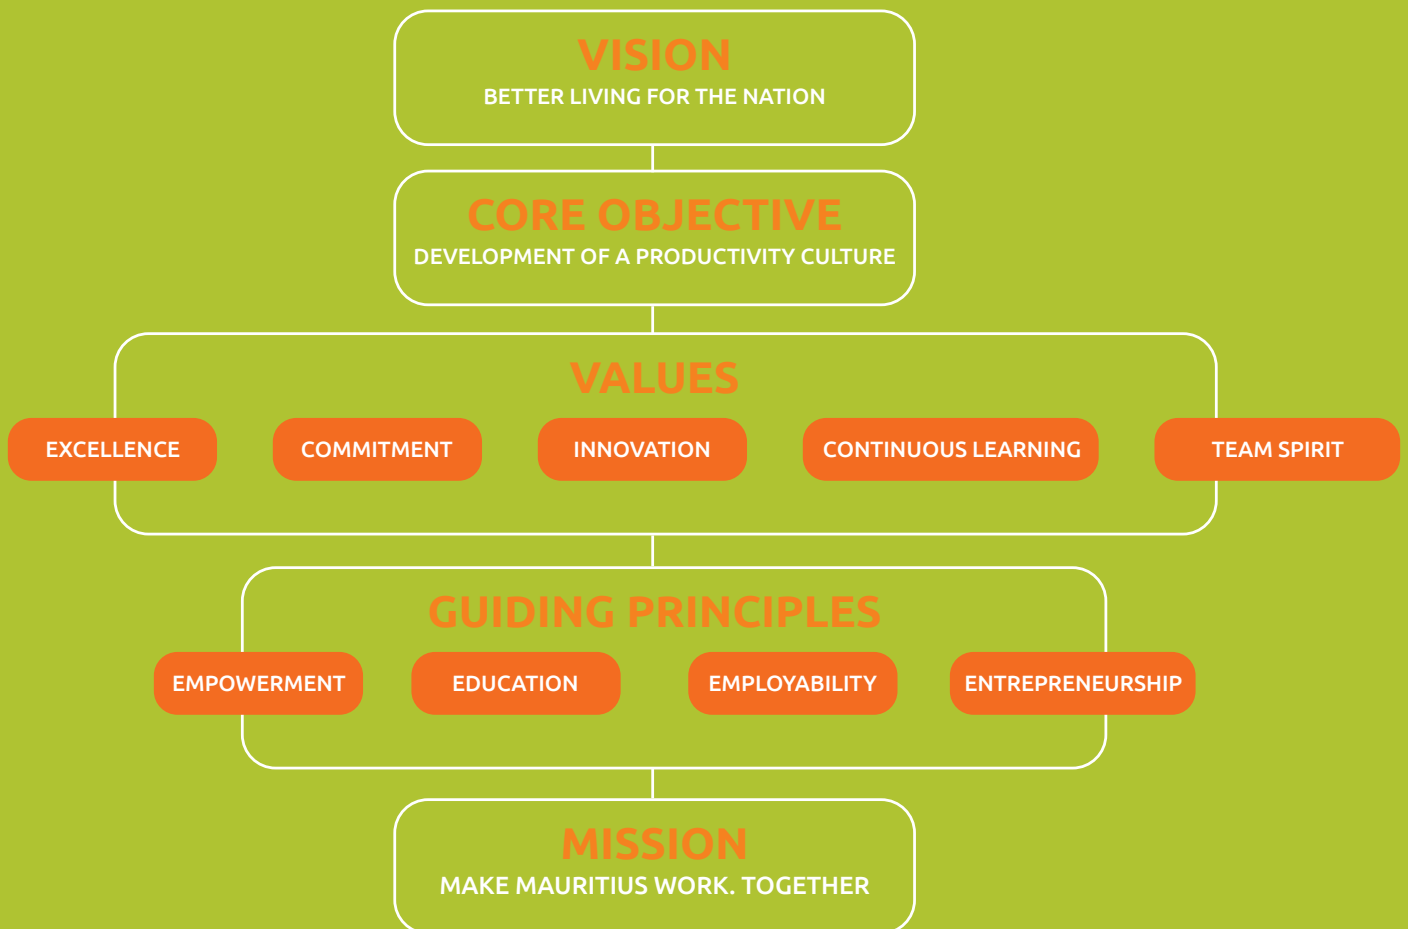 VISION
BETTER LIVING FOR THE NATION
CORE OBJECTIVE
DEVELOPMENT OF A PRODUCTIVITY CULTURE
VALUES
EXCELLENCE
COMMITMENT
INNOVATION
CONTINUOUS LEARNING
TEAM SPIRIT
GUIDING PRINCIPLES
EMPOWERMENT
EDUCATION
EMPLOYABILITY
ENTREPRENEURSHIP
MISSION
MAKE MAURITIUS WORK. TOGETHER